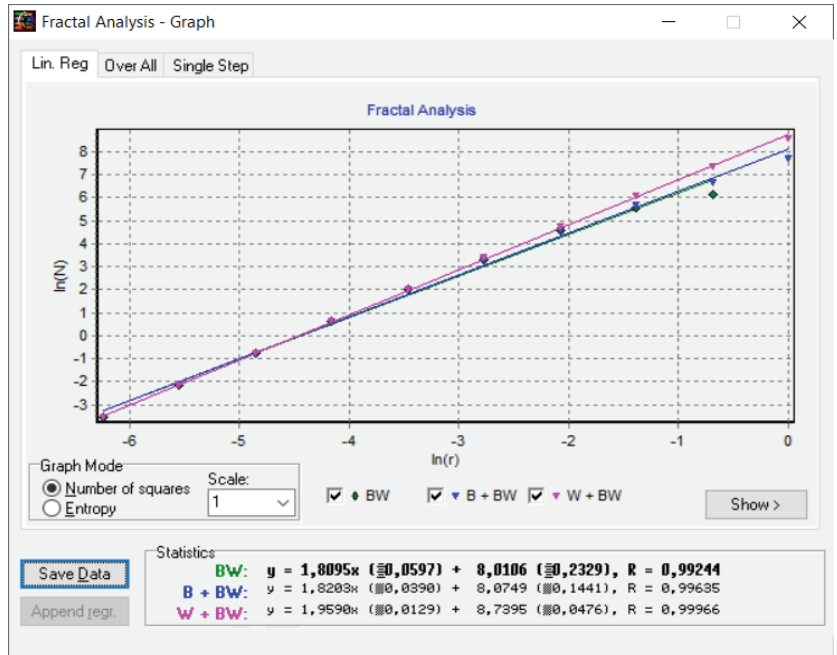 Fractal Analysis - Graph
Lin. Reg Over All Single Step
Fractal Analysis
ln(N)
8
7
6
5
4
3
2
1
0
-1
-2
-3
-6 -5 -4 -3 -2 -1 0
ln(r)
Graph Mode
Number of squares
Entropy
Scale:
1
BW B + BW W + BW
Show >
Save Data
Append regr.
Statistics
BW: y = 1,8095x (0,0597) + 8,0106 (0,2329), R = 0,99244
B + BW: y = 1,8203x (0,0390) + 8,0749 (0,1441), R = 0,99635
W + BW: y = 1,9590x (0,0129) + 8,7395 (0,0476), R = 0,99966